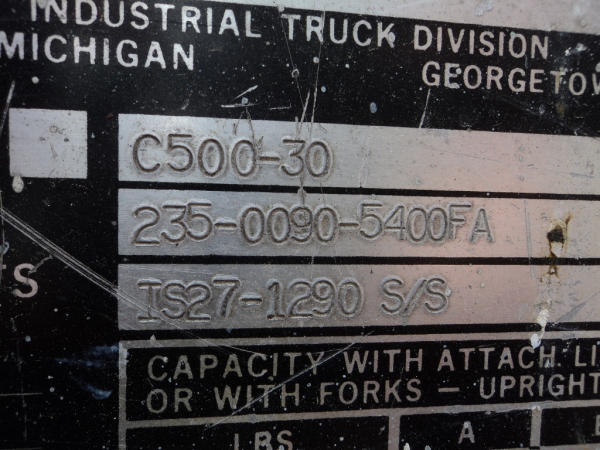 INDUSTRIAL TRUCK DIVISION
MICHIGAN GEORGETOW
C500-30
235-0090-5400FA
S IS27-1290 S/S
CAPACITY WITH ATTACH. LI
OR WITH FORKS — UPRIGHT
LBS A